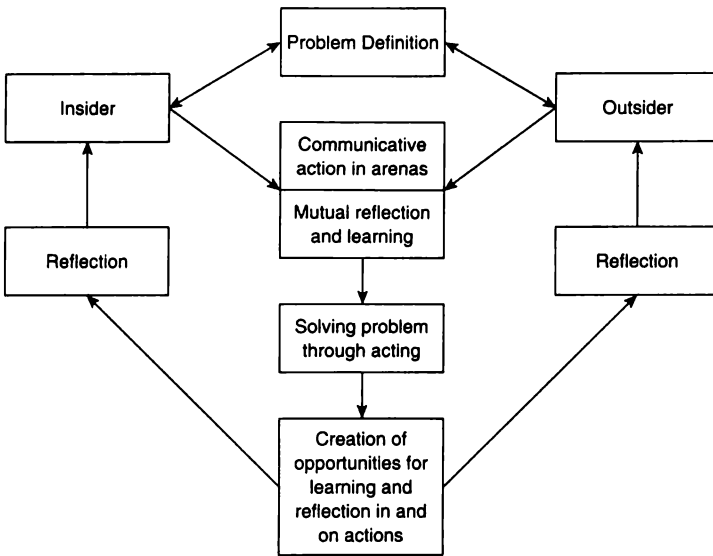 Problem Definition
Insider
Outsider
Communicative
action in arenas
Mutual reflection
and learning
Reflection
Reflection
Solving problem
through acting
Creation of
opportunities for
learning and
reflection in and
on actions